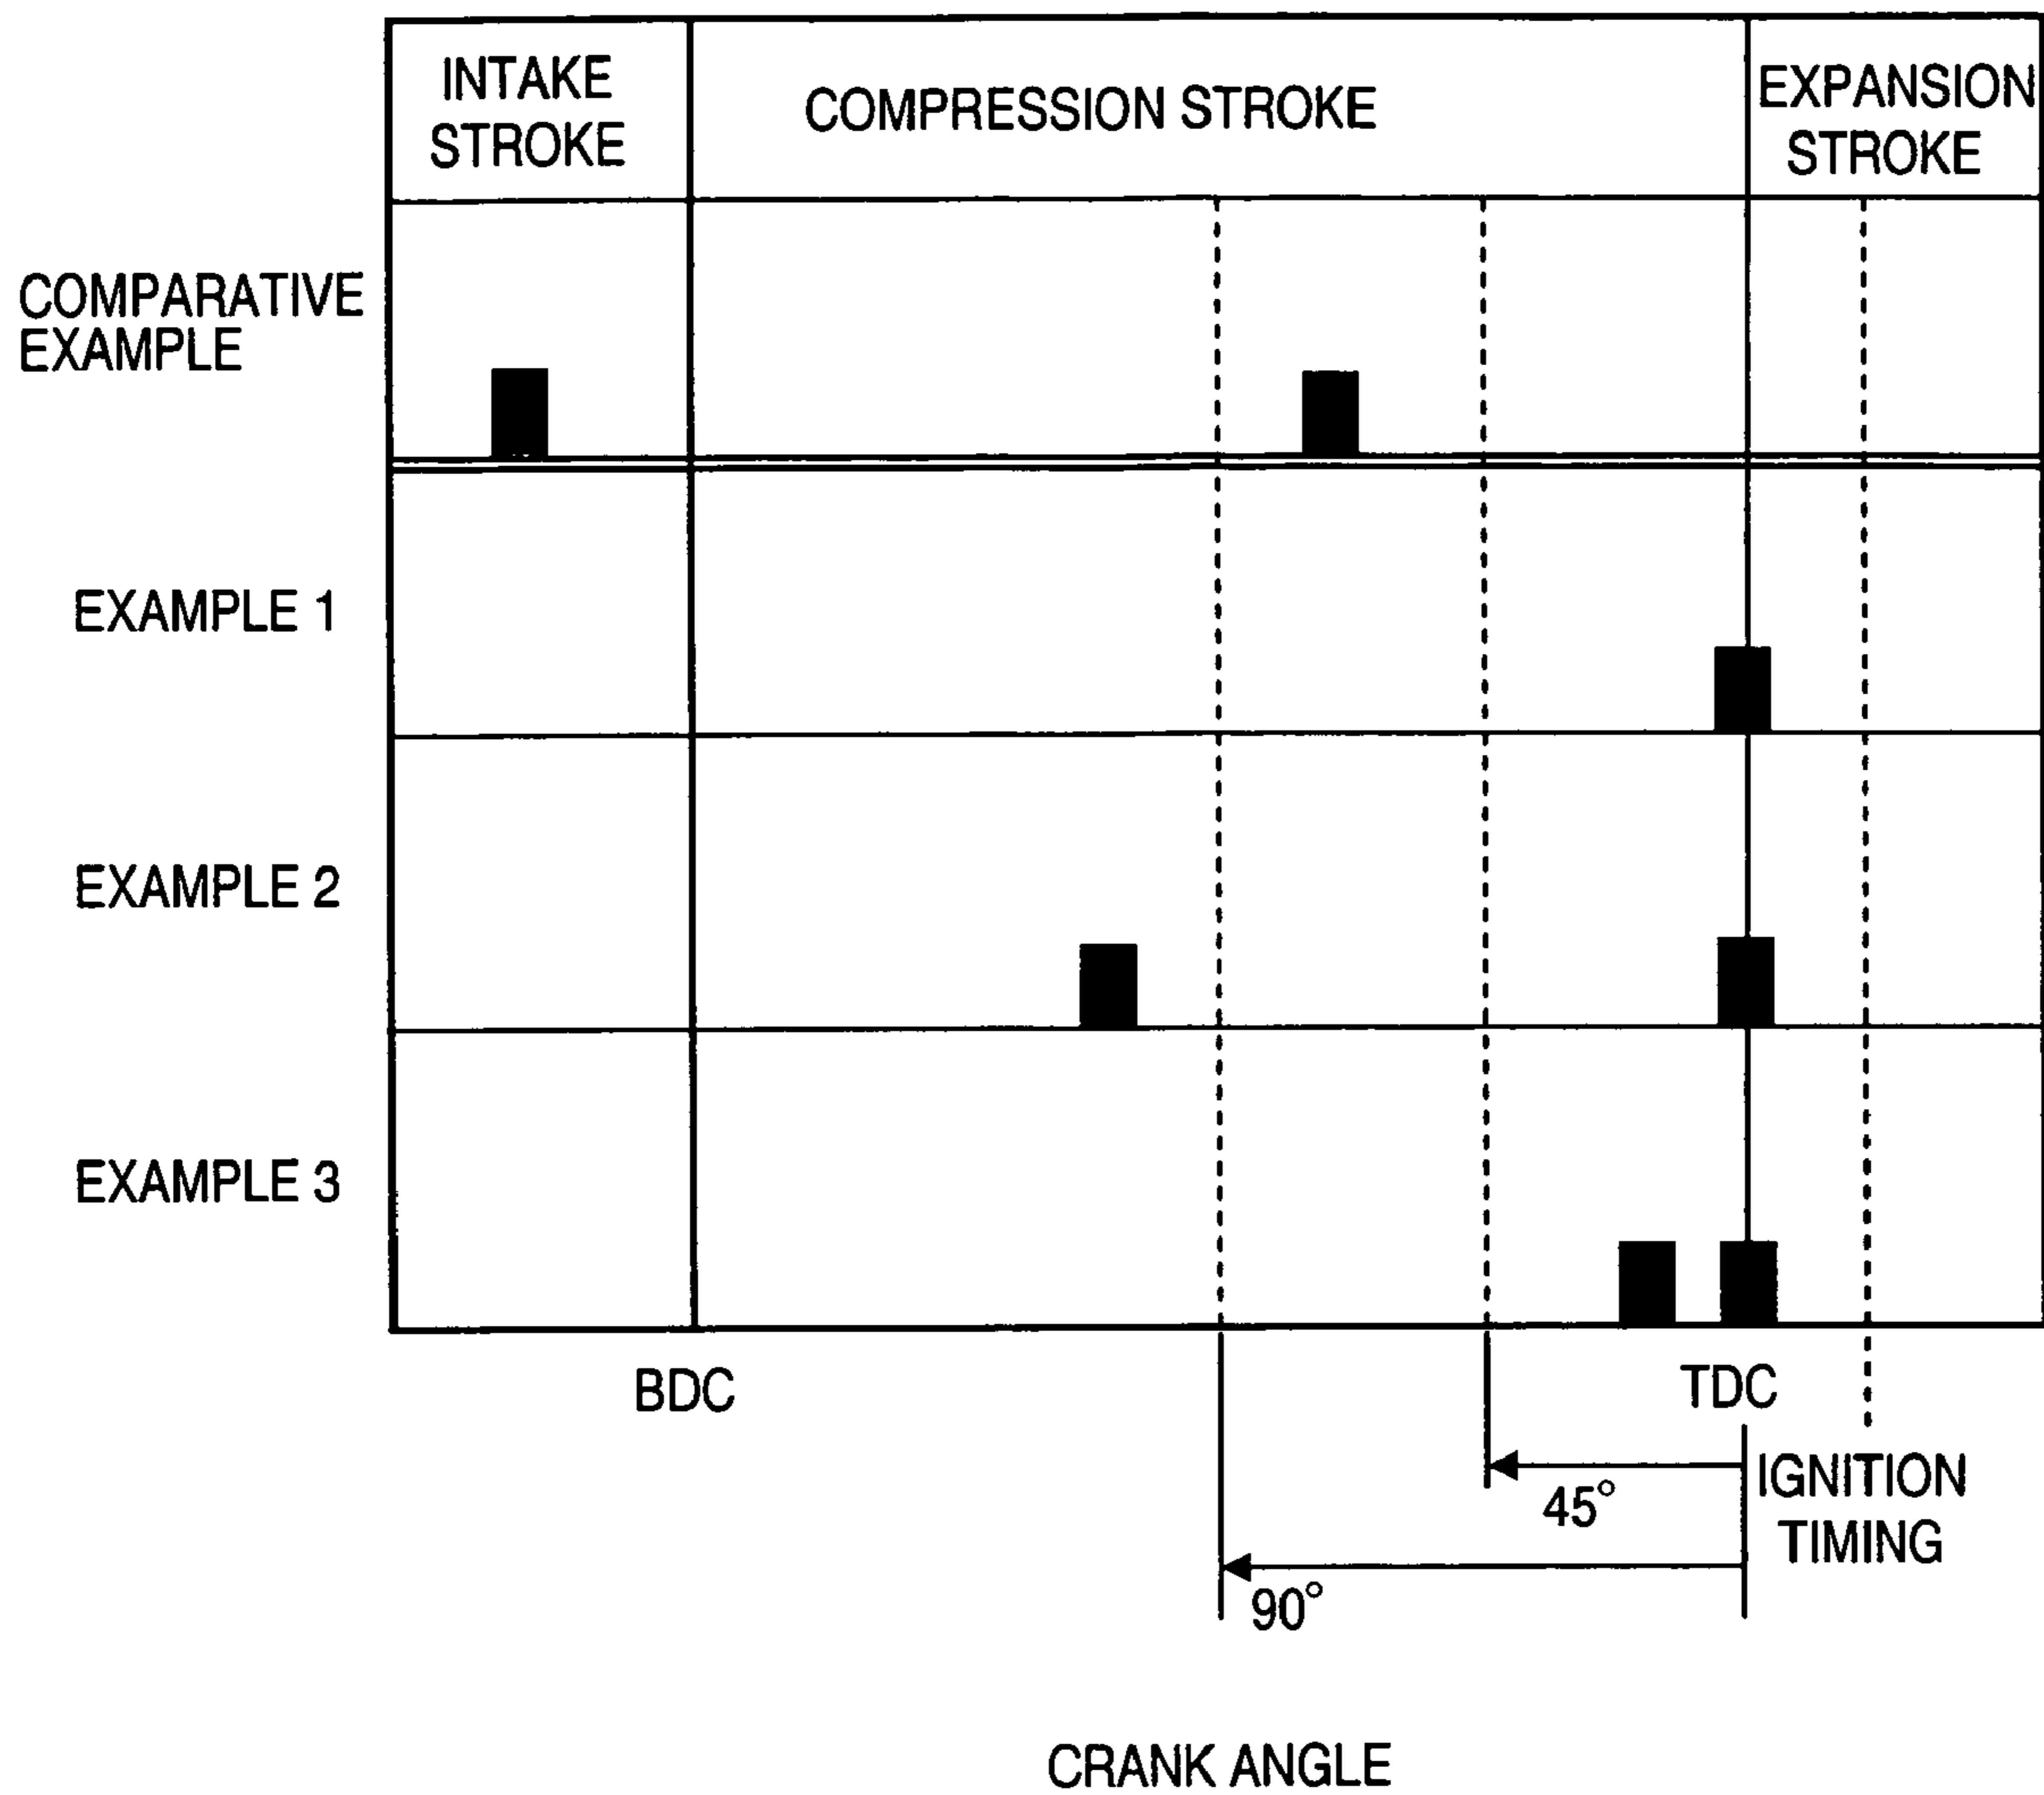 INTAKE
STROKE
COMPRESSION STROKE
EXPANSION
STROKE
COMPARATIVE
EXAMPLE
EXAMPLE 1
EXAMPLE 2
EXAMPLE 3
BDC
TDC
45°
IGNITION
TIMING
90°
CRANK ANGLE